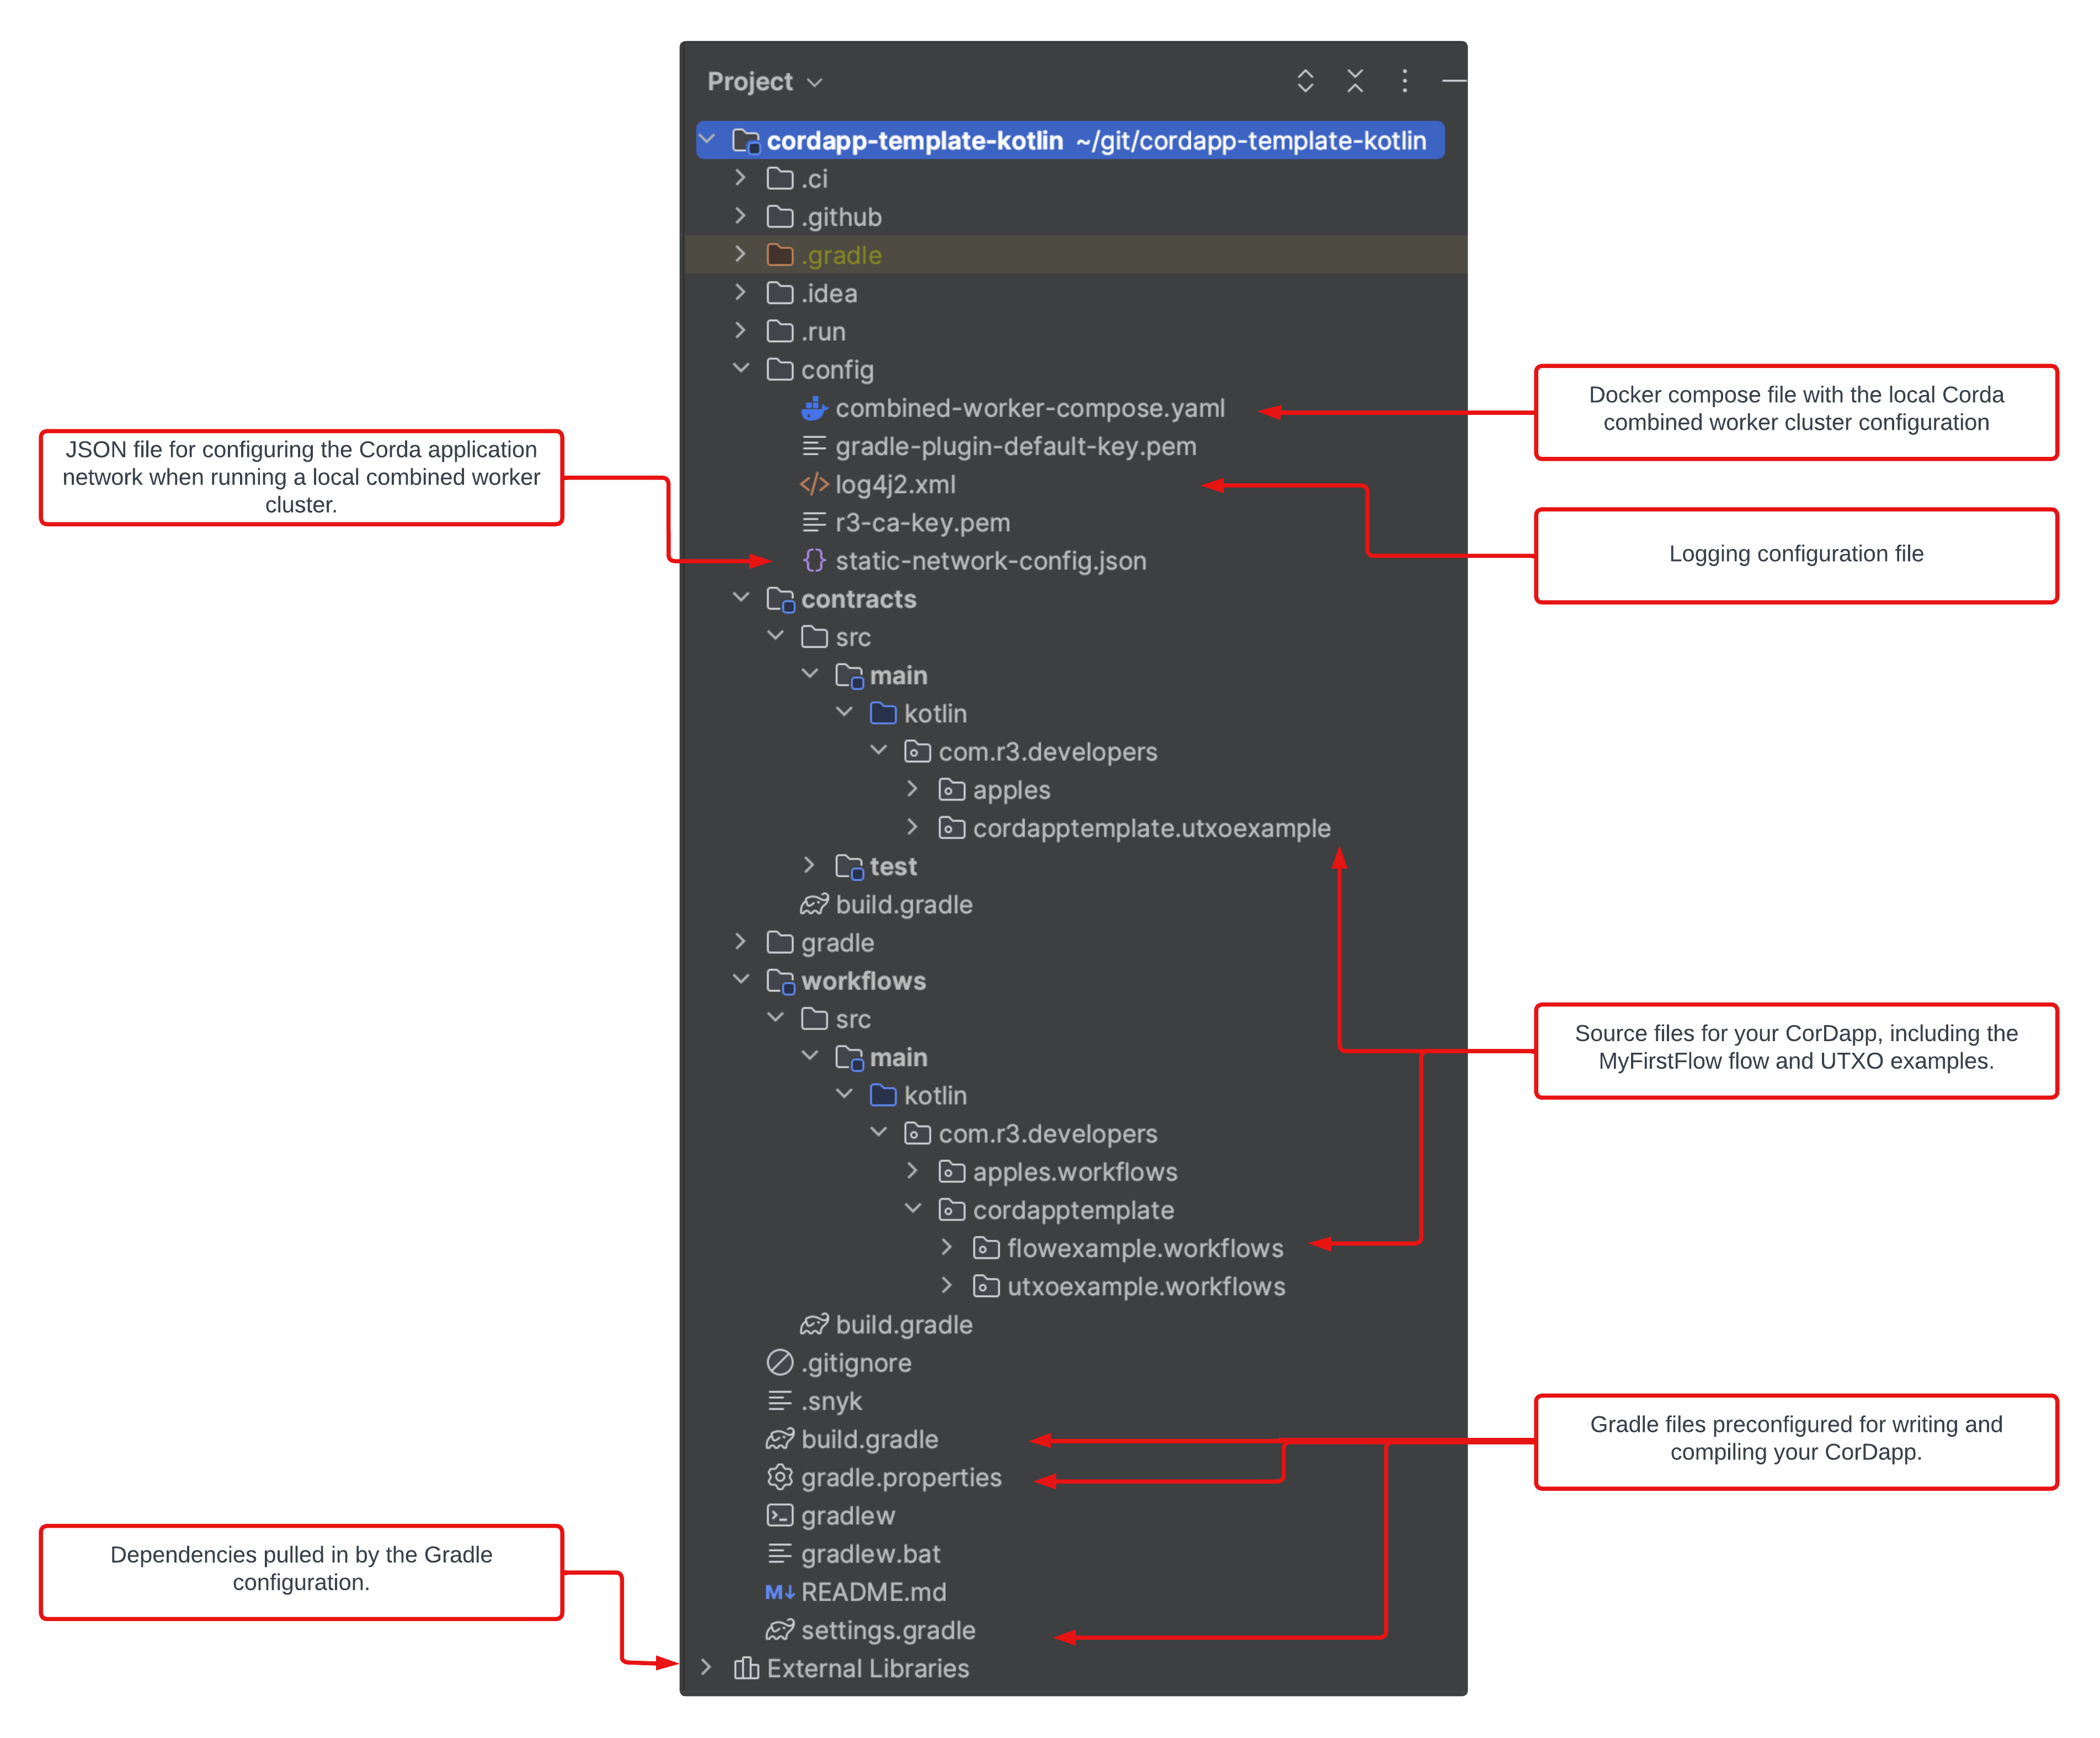 Project
cordapp-template-kotlin ~/git/cordapp-template-kotlin
.ci
.github
.gradle
.idea
.run
config
combined-worker-compose.yaml
gradle-plugin-default-key.pem
log4j2.xml
r3-ca-key.pem
static-network-config.json
contracts
src
main
kotlin
com.r3.developers
apples
cordapptemplate.utxoexample
test
build.gradle
gradle
workflows
src
main
kotlin
com.r3.developers
apples.workflows
cordapptemplate
flowexample.workflows
utxoexample.workflows
build.gradle
.gitignore
.snyk
build.gradle
gradle.properties
gradlew
gradlew.bat
M↓ README.md
settings.gradle
External Libraries
JSON file for configuring the Corda application
network when running a local combined worker
cluster.
Dependencies pulled in by the Gradle
configuration.
Docker compose file with the local Corda
combined worker cluster configuration
Logging configuration file
Source files for your CorDapp, including the
MyFirstFlow flow and UTXO examples.
Gradle files preconfigured for writing and
compiling your CorDapp.